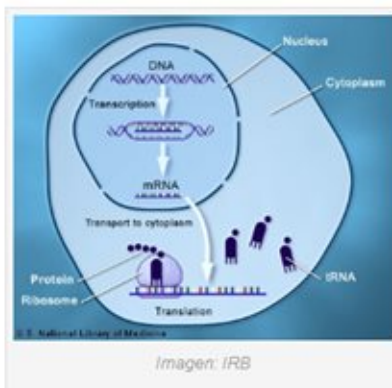 Nucleus
DNA
Cytoplasm
Transcription
mRNA
Transport to cytoplasm
tRNA
Protein
Ribosome
Translation
U.S. National Library of Medicine
Imagen: IRB